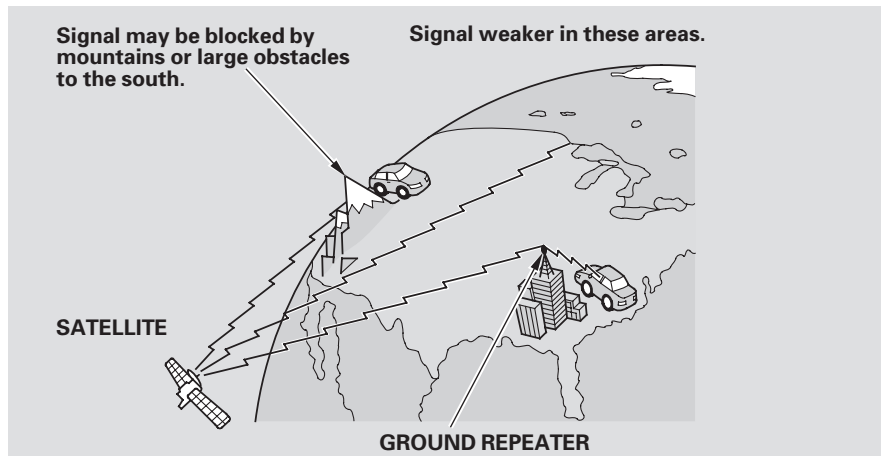 Signal may be blocked by
mountains or large obstacles
to the south.
Signal weaker in these areas.
SATELLITE
GROUND REPEATER